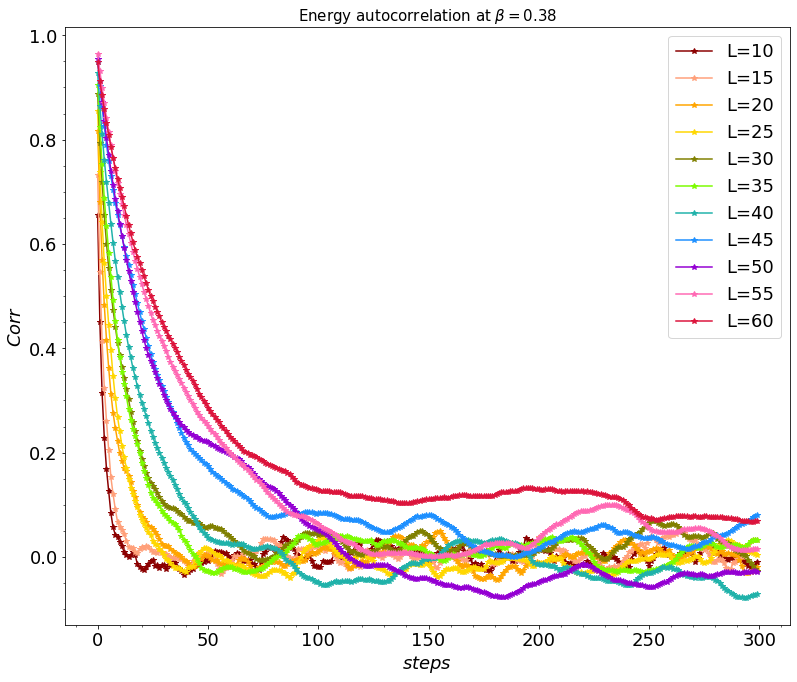 Energy autocorrelation at β = 0.38
1.0
0.8
0.6
0.4
0.2
0.0
Corr
0 50 100 150 200 250 300
steps
L=10
L=15
L=20
L=25
L=30
L=35
L=40
L=45
L=50
L=55
L=60